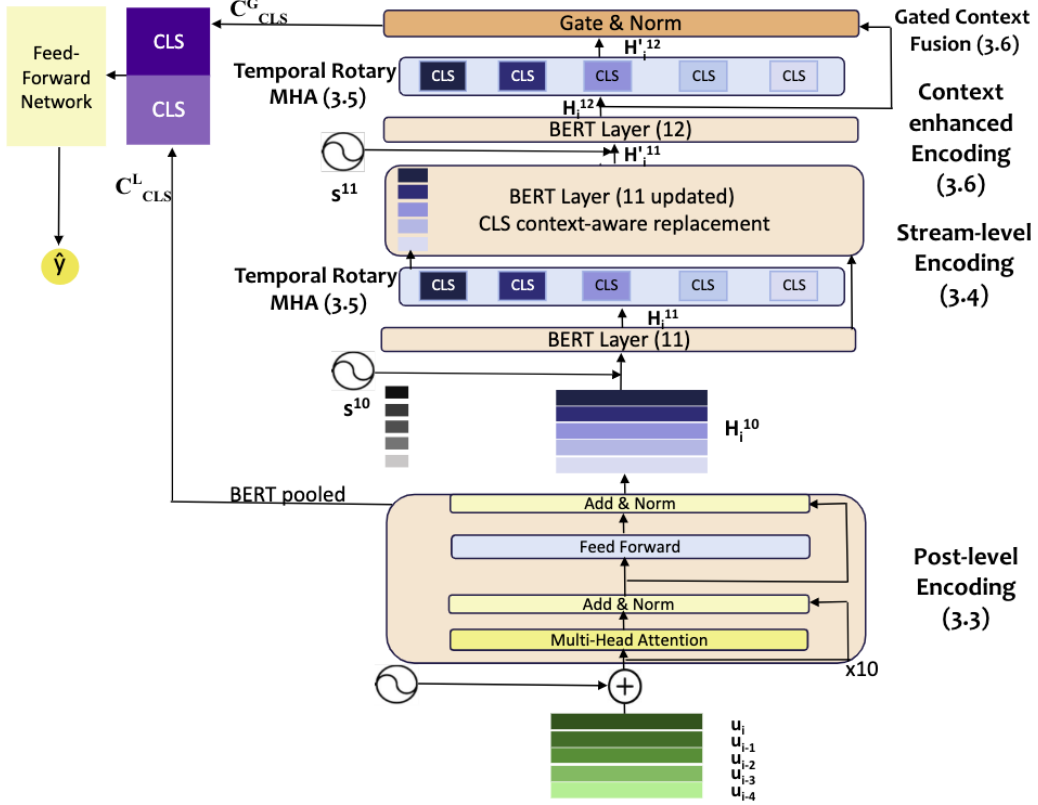 C^G_CLS
Gate & Norm
Gated Context
Fusion (3.6)
CLS
CLS
Feed-
Forward
Network
H'_i^12
Temporal Rotary
MHA (3.5)
CLS CLS CLS CLS CLS
H_i^12
BERT Layer (12)
Context
enhanced
Encoding
(3.6)
H'_i^11
s^11
C^L_CLS
BERT Layer (11 updated)
CLS context-aware replacement
Stream-level
Encoding
(3.4)
ŷ
Temporal Rotary
MHA (3.5)
CLS CLS CLS CLS CLS
H_i^11
BERT Layer (11)
s^10
H_i^10
BERT pooled
Add & Norm
Feed Forward
Add & Norm
Multi-Head Attention
x10
Post-level
Encoding
(3.3)
u_i
u_i-1
u_i-2
u_i-3
u_i-4